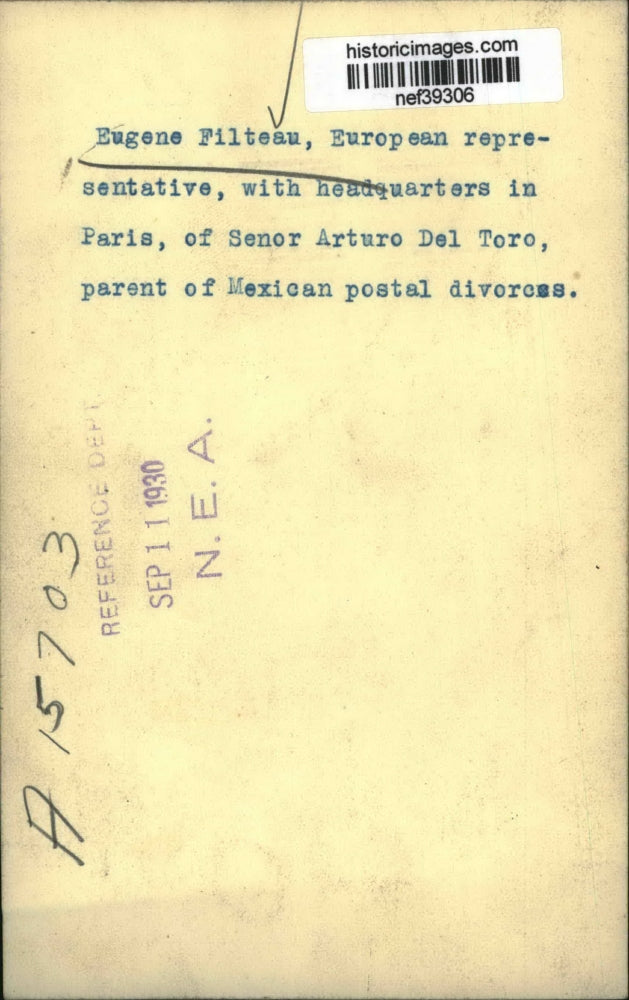 historicimages.com
nef39306
Eugene Filteau, European repre-
sentative, with headquarters in
Paris, of Senor Arturo Del Toro,
parent of Mexican postal divorces.
REFERENCE DEPT
SEP 11 1930
N. E. A.
A 15703